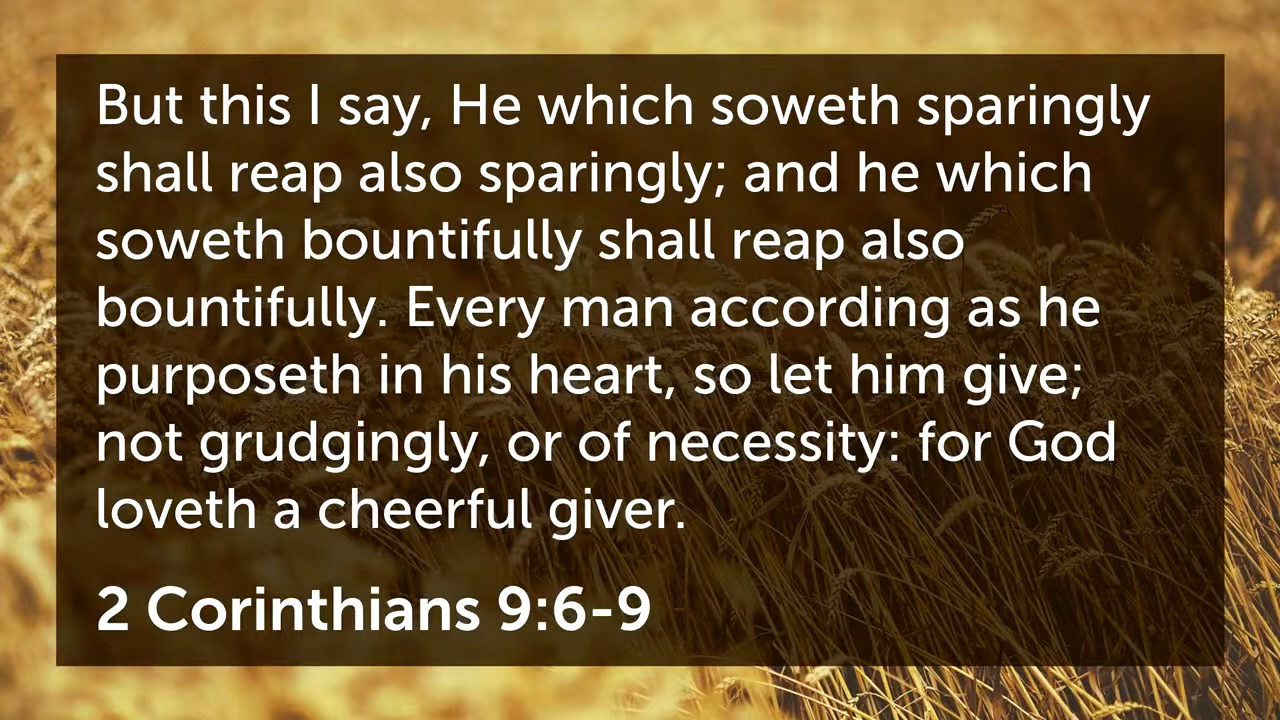 But this I say, He which soweth sparingly
shall reap also sparingly; and he which
soweth bountifully shall reap also
bountifully. Every man according as he
purposeth in his heart, so let him give;
not grudgingly, or of necessity: for God
loveth a cheerful giver.
2 Corinthians 9:6-9